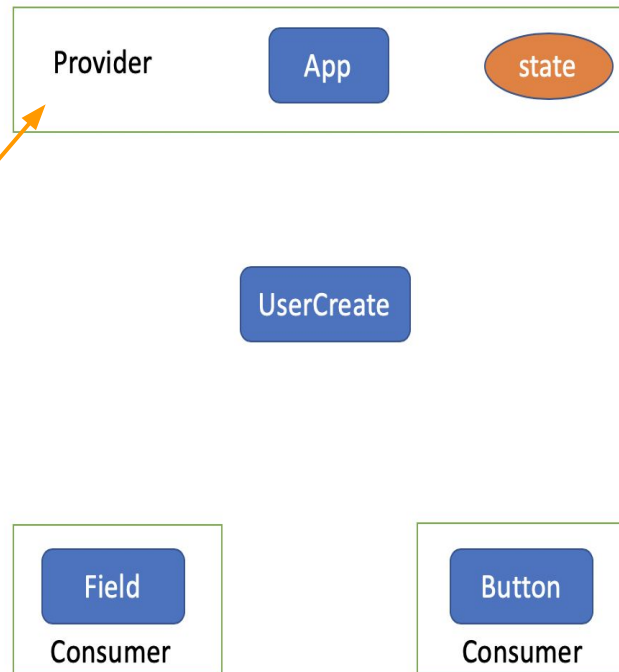 Provider
App
state
UserCreate
Field
Button
Consumer
Consumer